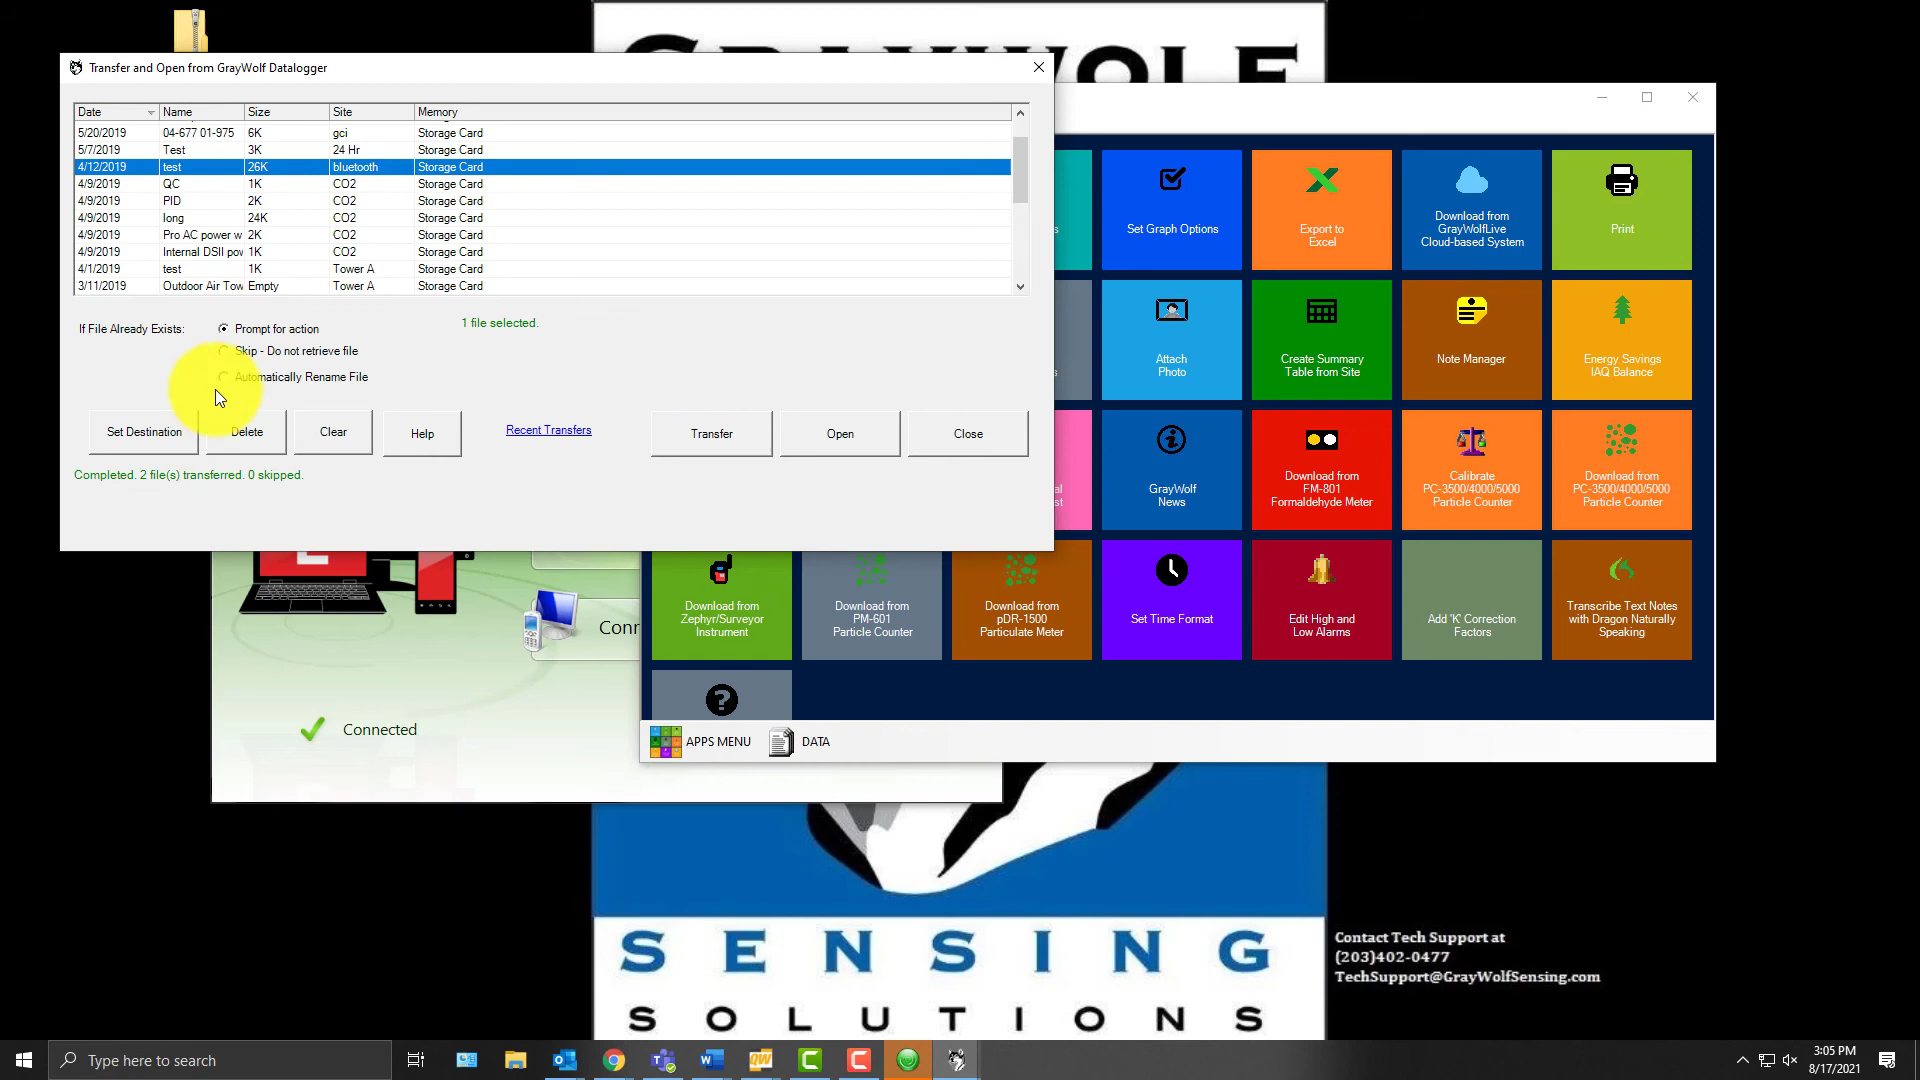 GRAYWOLF
Transfer and Open from GrayWolf Datalogger
Date Name Size Site Memory
5/20/2019 04-677 01-975 6K gci Storage Card
5/7/2019 Test 3K 24 Hr Storage Card
4/12/2019 test 26K bluetooth Storage Card
4/9/2019 QC 1K CO2 Storage Card
4/9/2019 PID 2K CO2 Storage Card
4/9/2019 long 24K CO2 Storage Card
4/9/2019 Pro AC power w 2K CO2 Storage Card
4/9/2019 Internal DSII pov 1K CO2 Storage Card
4/1/2019 test 1K Tower A Storage Card
3/11/2019 Outdoor Air Tow Empty Tower A Storage Card
If File Already Exists: Prompt for action
1 file selected.
Skip - Do not retrieve file
Automatically Rename File
Set Destination Delete Clear Help Recent Transfers Transfer Open Close
Completed. 2 file(s) transferred. 0 skipped.
s
Set Graph Options
Export to
Excel
Download from
GrayWolfLive
Cloud-based System
Print
s
Attach
Photo
Create Summary
Table from Site
Note Manager
Energy Savings
IAQ Balance
al
st
GrayWolf
News
Download from
FM-801
Formaldehyde Meter
Calibrate
PC-3500/4000/5000
Particle Counter
Download from
PC-3500/4000/5000
Particle Counter
Download from
Zephyr/Surveyor
Instrument
Download from
PM-601
Particle Counter
Download from
pDR-1500
Particulate Meter
Set Time Format
Edit High and
Low Alarms
Add 'K' Correction
Factors
Transcribe Text Notes
with Dragon Naturally
Speaking
Conr
Connected
APPS MENU DATA
SENSING
SOLUTIONS
Contact Tech Support at
(203)402-0477
TechSupport@GrayWolfSensing.com
Type here to search
QW
3:05 PM
8/17/2021